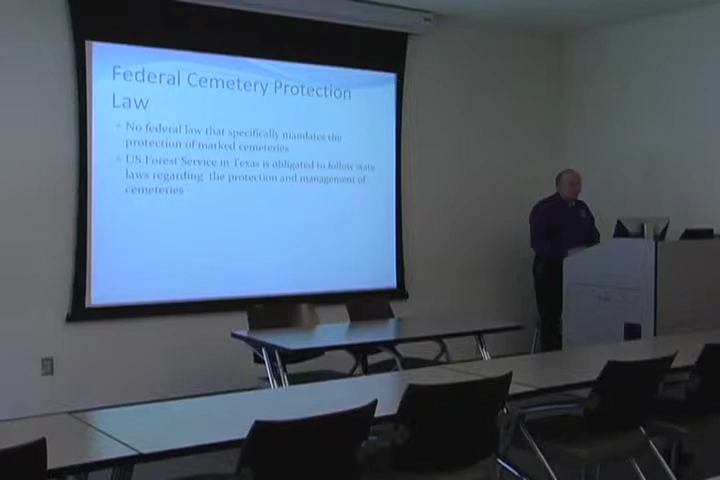 Federal Cemetery Protection
Law
No federal law that specifically mandates the
protection of marked cemeteries
US Forest Service in Texas is obligated to follow state
laws regarding the protection and management of
cemeteries